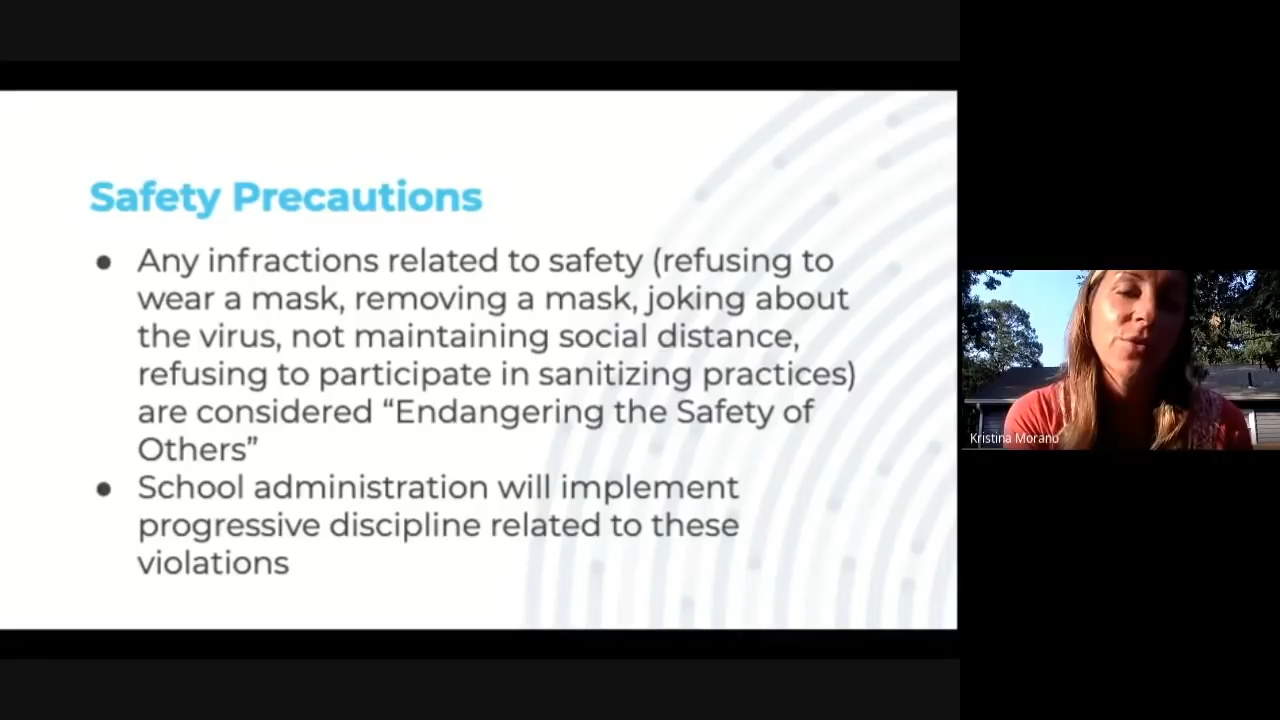 Safety Precautions
● Any infractions related to safety (refusing to
wear a mask, removing a mask, joking about
the virus, not maintaining social distance,
refusing to participate in sanitizing practices)
are considered “Endangering the Safety of
Others”
● School administration will implement
progressive discipline related to these
violations
Kristina Morano